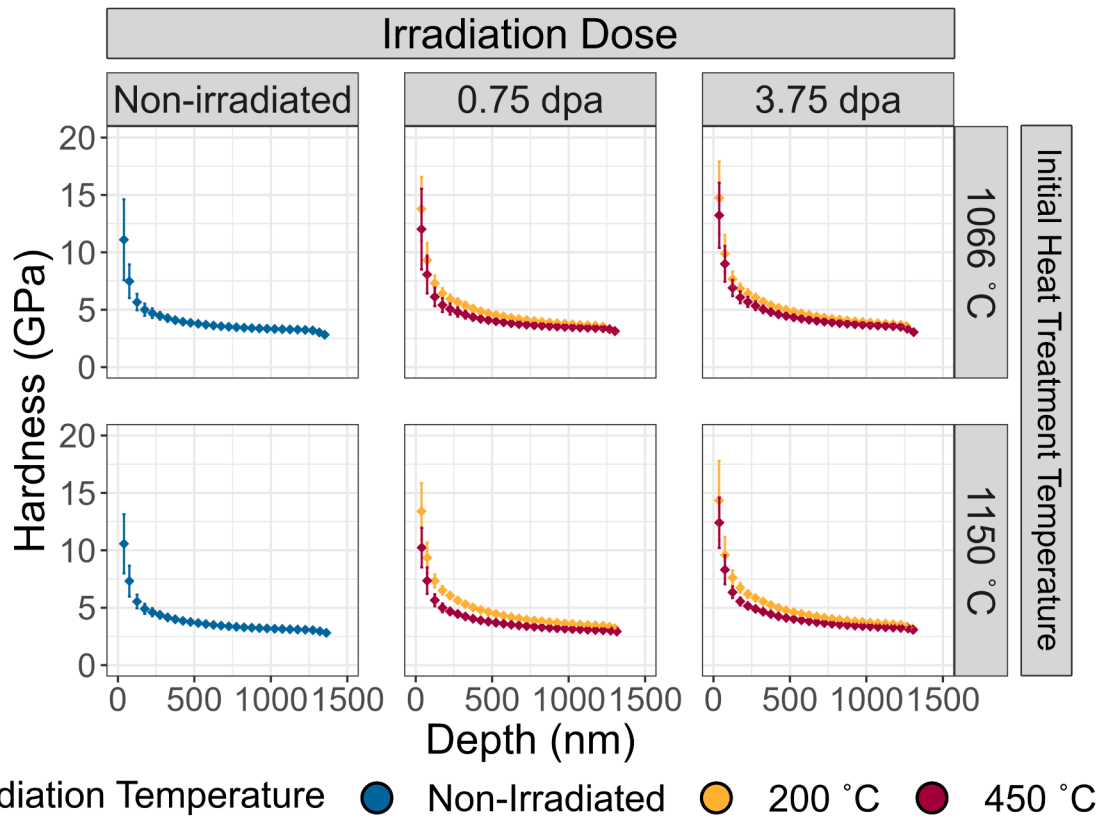 Irradiation Dose
Non-irradiated 0.75 dpa 3.75 dpa
20
15
10
5
0
1066 ˚C
Initial Heat Treatment Temperature
Hardness (GPa)
20
15
10
5
0
1150 ˚C
0 500 1000 1500 0 500 1000 1500 0 500 1000 1500
Depth (nm)
diation Temperature Non-Irradiated 200 ˚C 450 ˚C